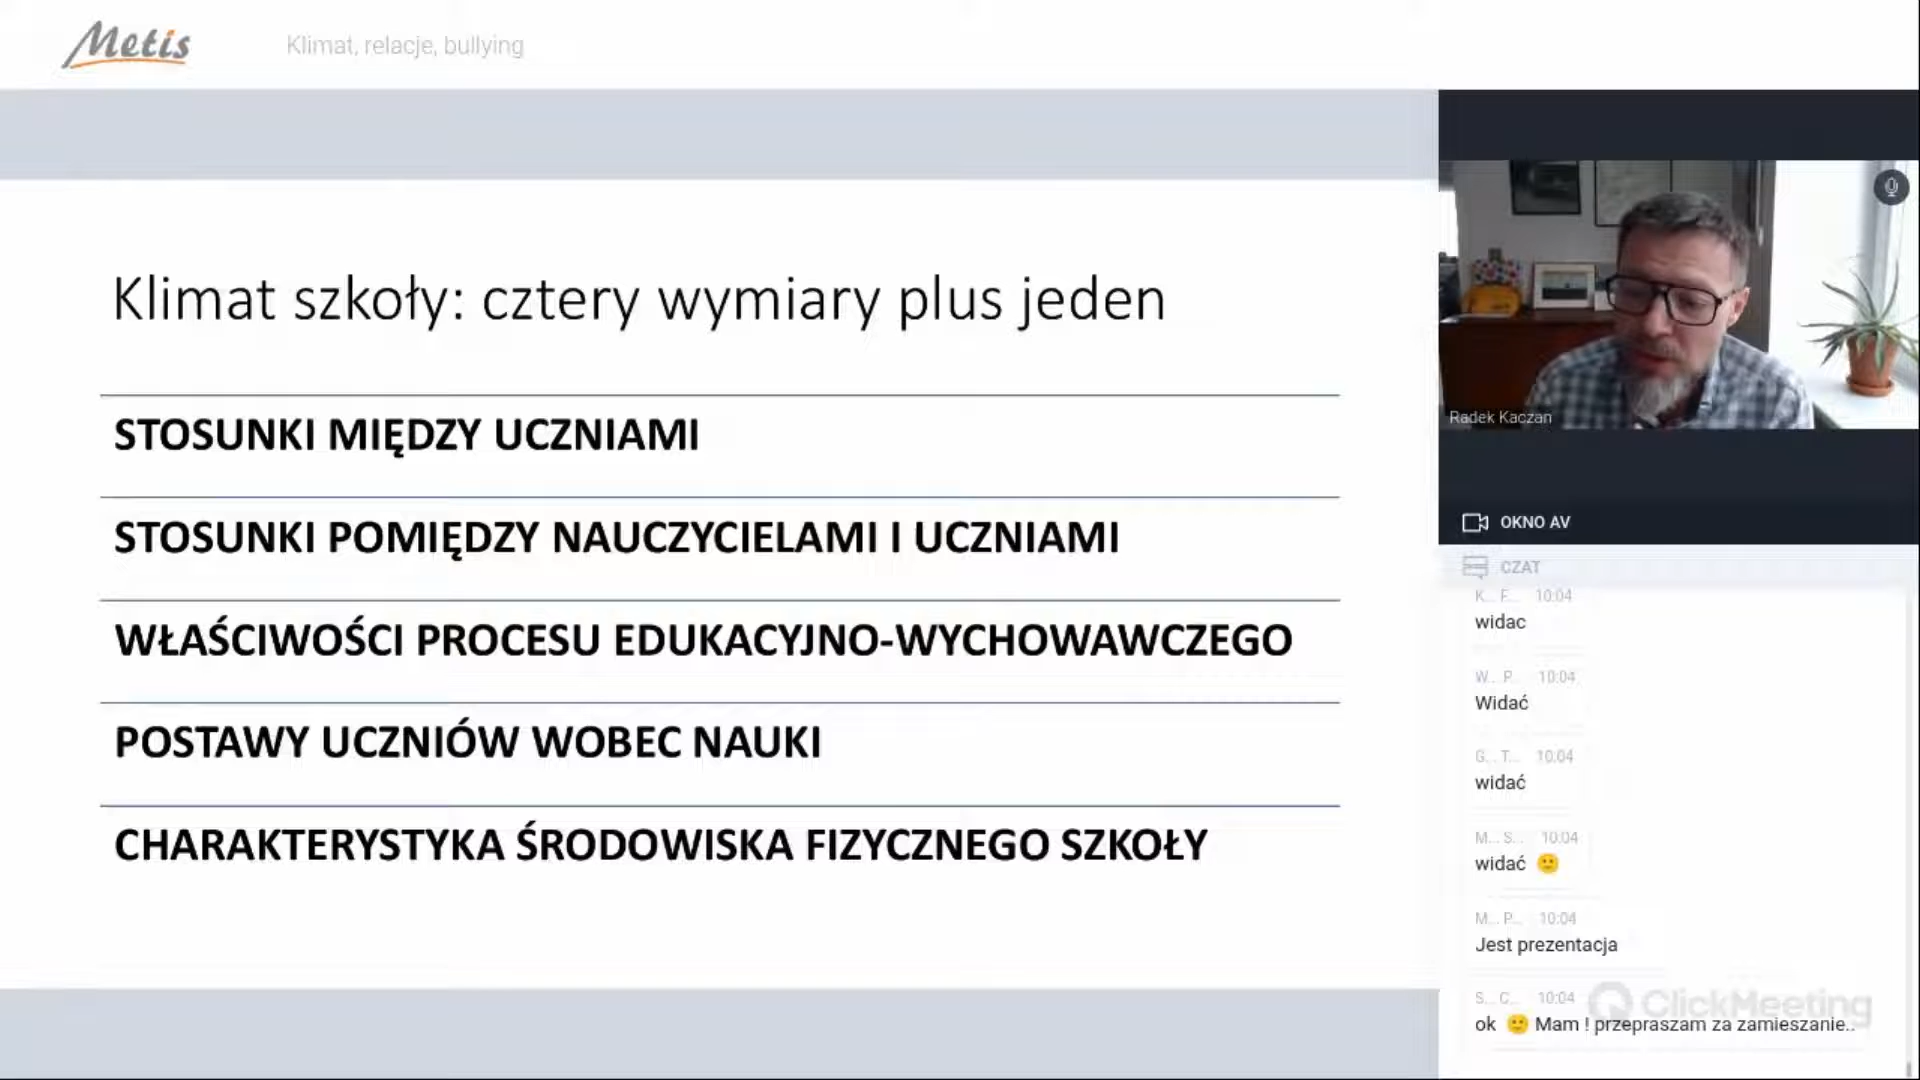 Metis
Klimat, relacje, bullying
Klimat szkoły: cztery wymiary plus jeden
STOSUNKI MIĘDZY UCZNIAMI
STOSUNKI POMIĘDZY NAUCZYCIELAMI I UCZNIAMI
WŁAŚCIWOŚCI PROCESU EDUKACYJNO-WYCHOWAWCZEGO
POSTAWY UCZNIÓW WOBEC NAUKI
CHARAKTERYSTYKA ŚRODOWISKA FIZYCZNEGO SZKOŁY
Radek Kaczan
OKNO AV
CZAT
K... F... 10:04
widac
W... P... 10:04
Widać
G... T... 10:04
widać
M... S... 10:04
widać 🙂
M... P... 10:04
Jest prezentacja
S... C... 10:04
ok 🙂 Mam ! przepraszam za zamieszanie..
ClickMeeting